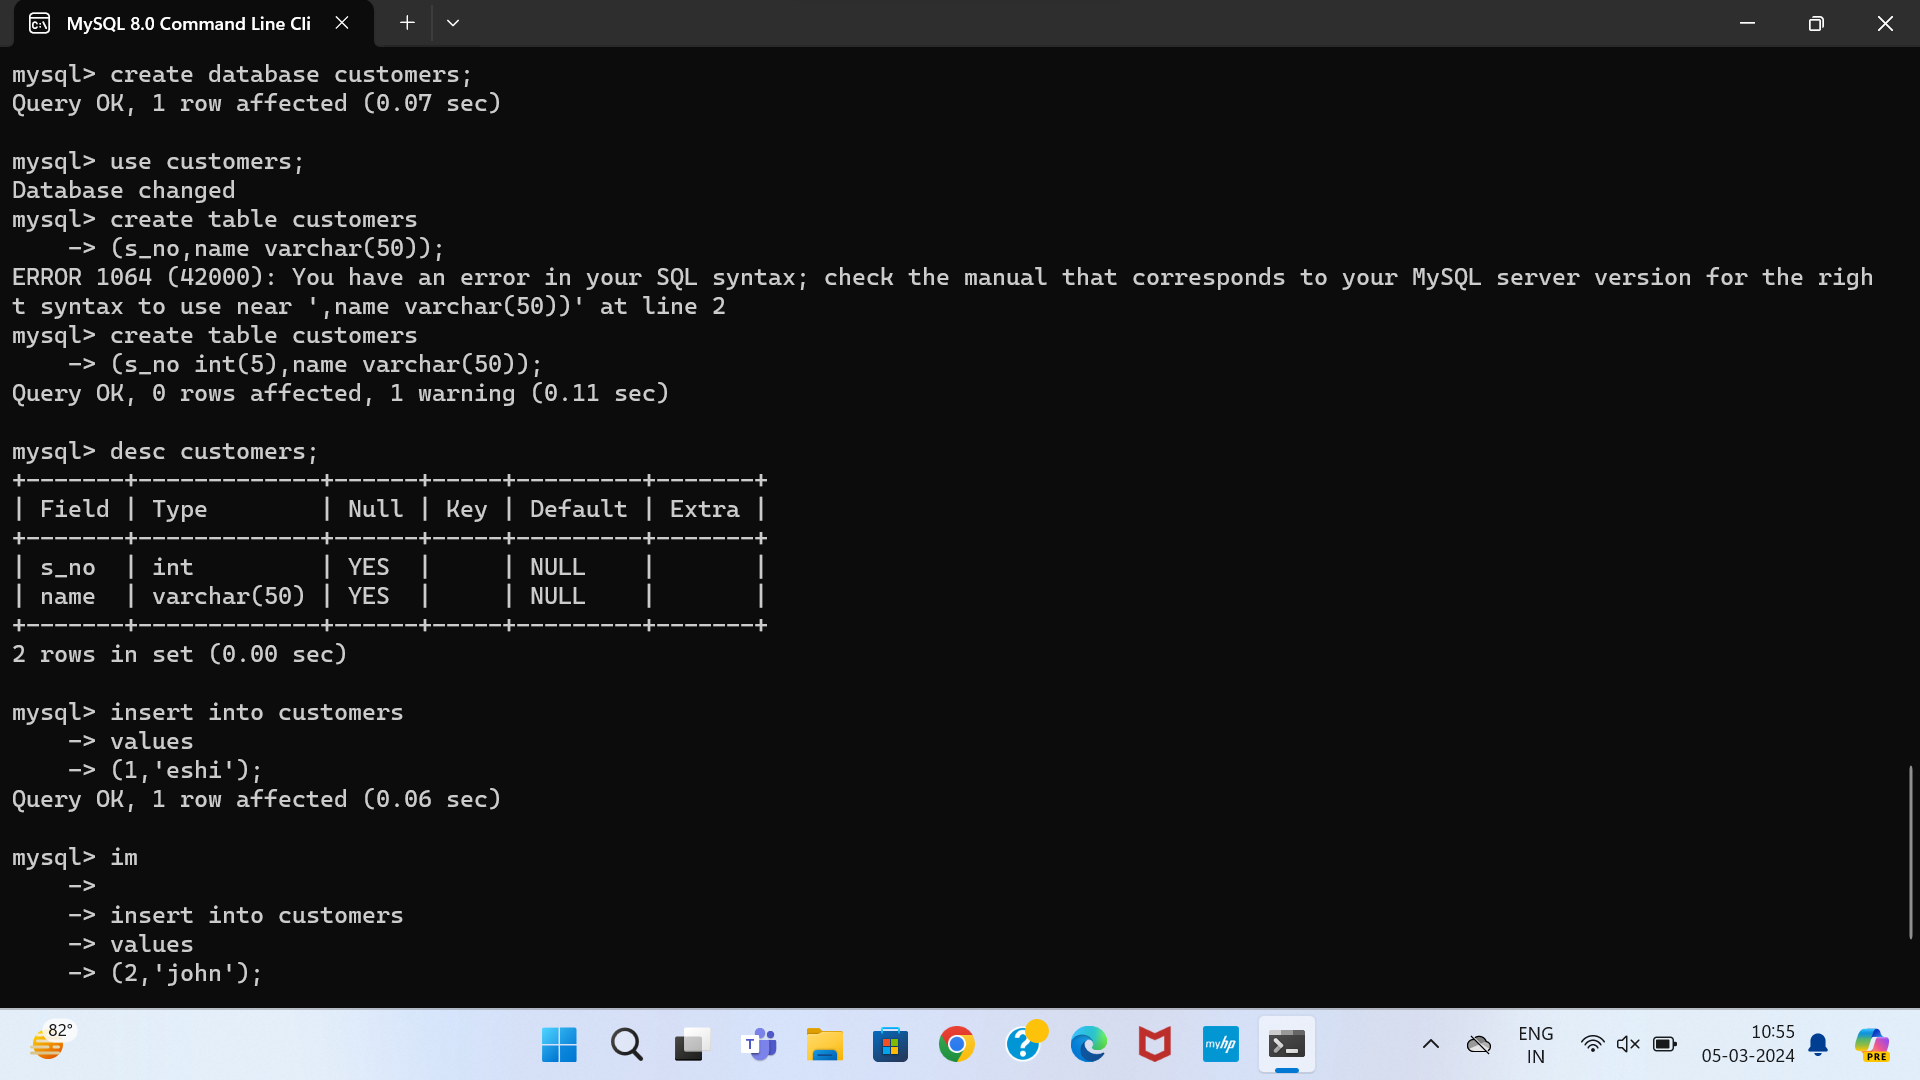 MySQL 8.0 Command Line Cli
mysql> create database customers;
Query OK, 1 row affected (0.07 sec)
mysql> use customers;
Database changed
mysql> create table customers
    -> (s_no,name varchar(50));
ERROR 1064 (42000): You have an error in your SQL syntax; check the manual that corresponds to your MySQL server version for the righ
t syntax to use near ',name varchar(50))' at line 2
mysql> create table customers
    -> (s_no int(5),name varchar(50));
Query OK, 0 rows affected, 1 warning (0.11 sec)
mysql> desc customers;
+-------+-------------+------+-----+---------+-------+
| Field | Type        | Null | Key | Default | Extra |
+-------+-------------+------+-----+---------+-------+
| s_no  | int         | YES  |     | NULL    |       |
| name  | varchar(50) | YES  |     | NULL    |       |
+-------+-------------+------+-----+---------+-------+
2 rows in set (0.00 sec)
mysql> insert into customers
    -> values
    -> (1,'eshi');
Query OK, 1 row affected (0.06 sec)
mysql> im
    ->
    -> insert into customers
    -> values
    -> (2,'john');
82°
T
?
myhp
ENG
IN
10:55
05-03-2024
PRE